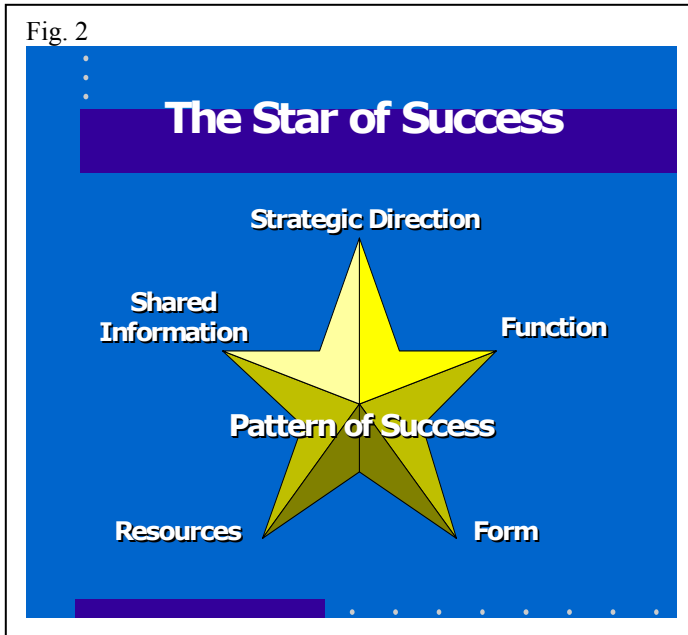 Fig. 2
The Star of Success
Strategic Direction
Shared
Information
Function
Pattern of Success
Resources
Form